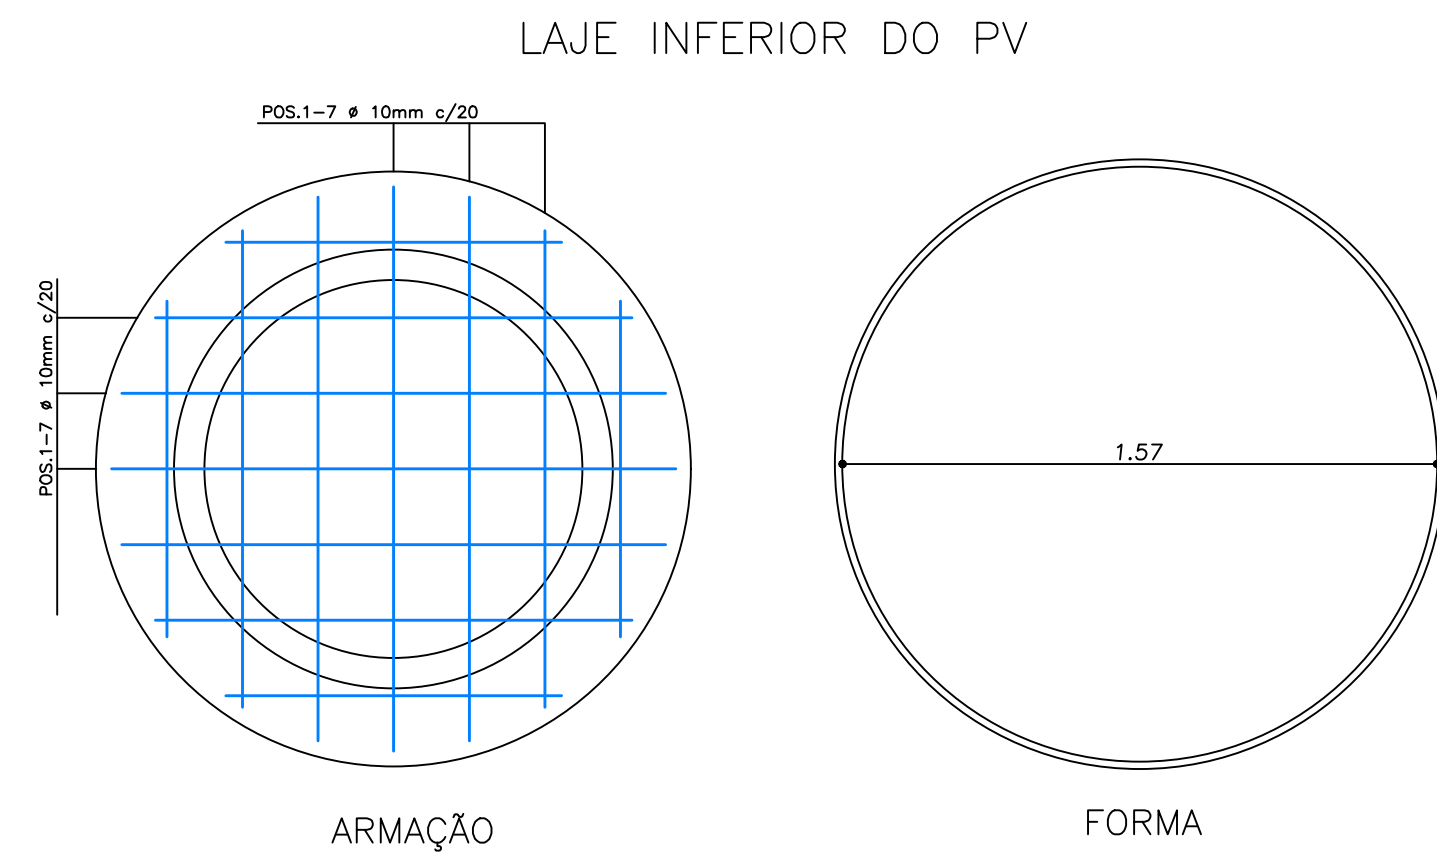 LAJE INFERIOR DO PV
POS.1-7 ø 10mm c/20
POS.1-7 ø 10mm c/20
1.57
ARMAÇÃO
FORMA